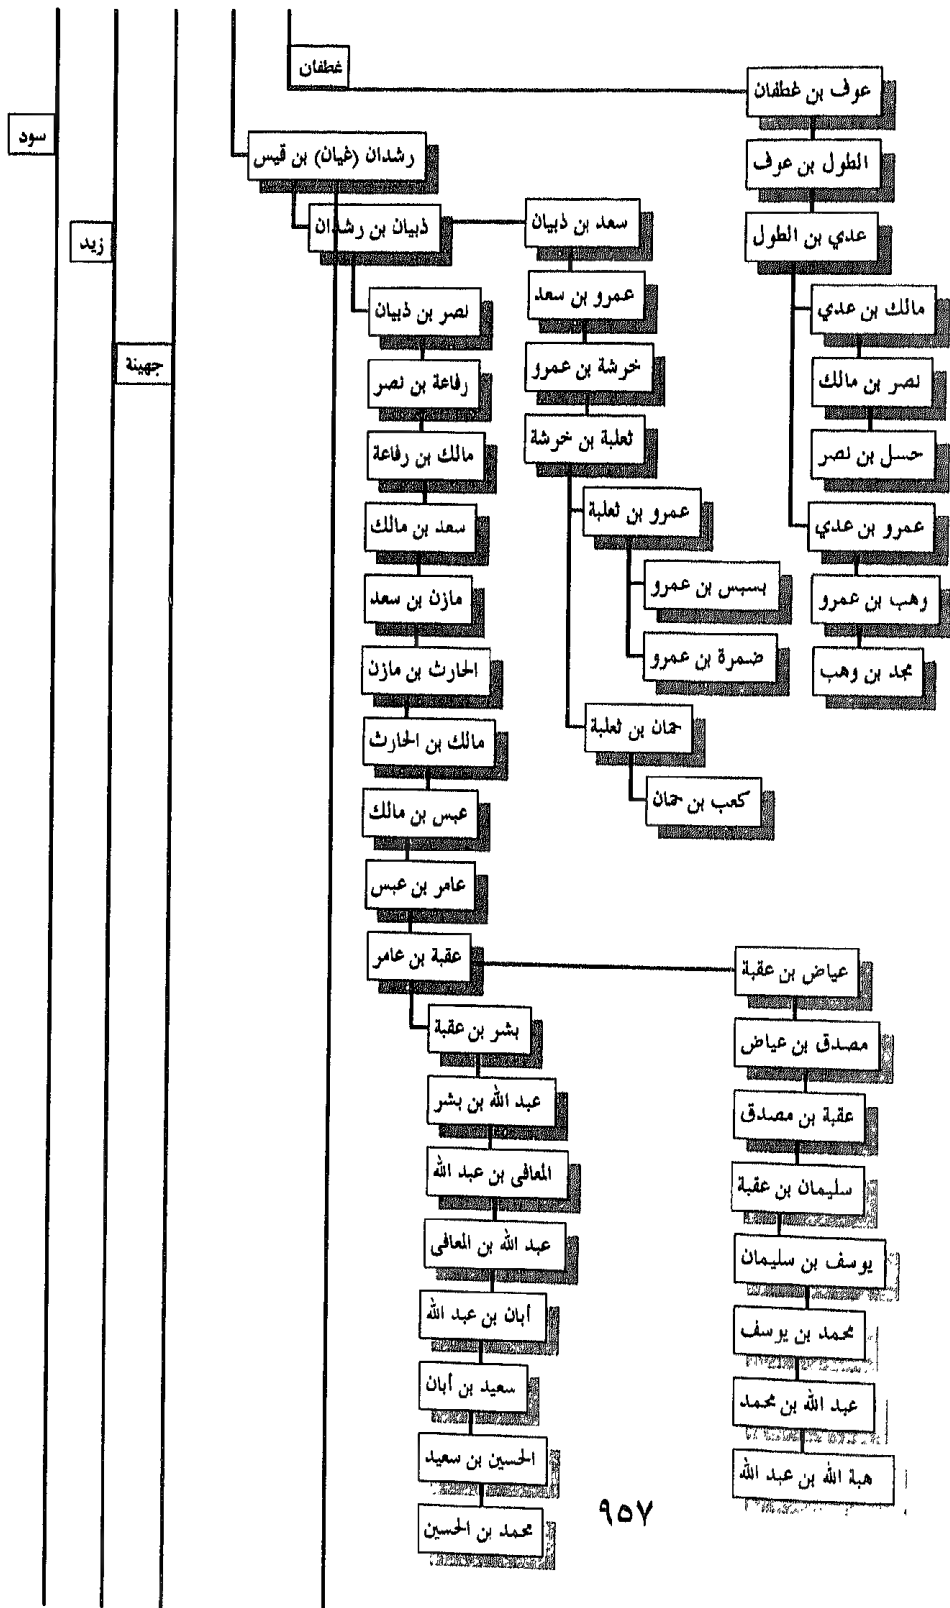 غطفان
عوف بن غطفان
الطول بن عوف
عدي بن الطول
مالك بن عدي
نصر بن مالك
حسل بن نصر
عمرو بن عدي
وهب بن عمرو
مجد بن وهب
سود
زيد
جهينة
رشدان (غيان) بن قيس
ذبيان بن رشدان
سعد بن ذبيان
عمرو بن سعد
خرشة بن عمرو
ثعلبة بن خرشة
عمرو بن ثعلبة
بسبس بن عمرو
ضمرة بن عمرو
حمان بن ثعلبة
كعب بن حمان
نصر بن ذبيان
رفاعة بن نصر
مالك بن رفاعة
سعد بن مالك
مازن بن سعد
الحارث بن مازن
مالك بن الحارث
عبس بن مالك
عامر بن عبس
عقبة بن عامر
عياض بن عقبة
مصدق بن عياض
عقبة بن مصدق
سليمان بن عقبة
يوسف بن سليمان
محمد بن يوسف
عبد الله بن محمد
هبة الله بن عبد الله
بشر بن عقبة
عبد الله بن بشر
المعافى بن عبد الله
عبد الله بن المعافى
أبان بن عبد الله
سعيد بن أبان
الحسين بن سعيد
محمد بن الحسين
٩٥٧